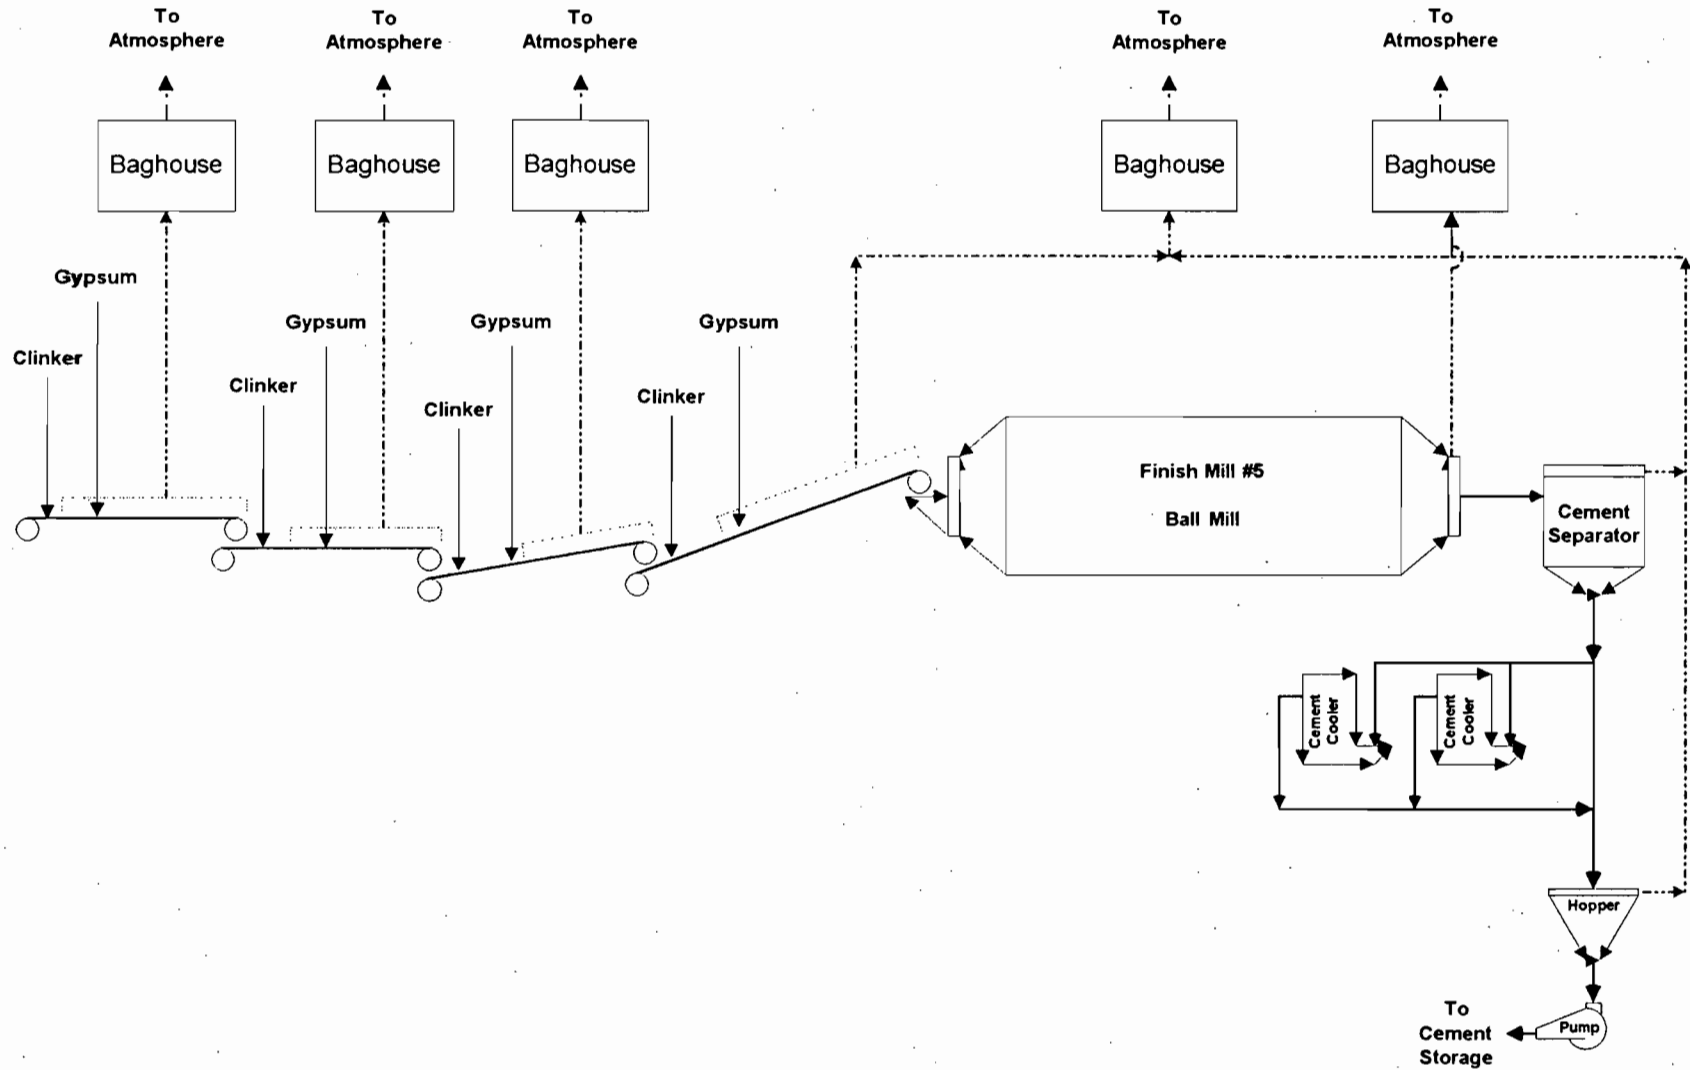 To
Atmosphere
To
Atmosphere
To
Atmosphere
To
Atmosphere
To
Atmosphere
Baghouse
Baghouse
Baghouse
Baghouse
Baghouse
Gypsum
Clinker
Gypsum
Clinker
Gypsum
Clinker
Gypsum
Clinker
Finish Mill #5
Ball Mill
Cement
Separator
Cement
Cooler
Cement
Cooler
Hopper
Pump
To
Cement
Storage